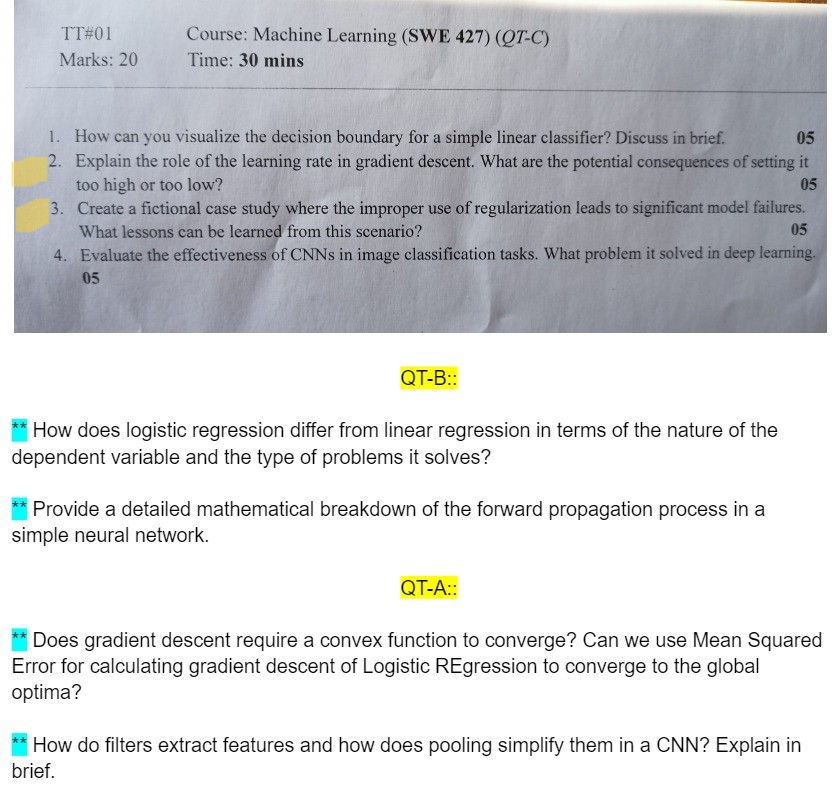 TT#01 Course: Machine Learning (SWE 427) (QT-C)
Marks: 20 Time: 30 mins
1. How can you visualize the decision boundary for a simple linear classifier? Discuss in brief. 05
2. Explain the role of the learning rate in gradient descent. What are the potential consequences of setting it
too high or too low? 05
3. Create a fictional case study where the improper use of regularization leads to significant model failures.
What lessons can be learned from this scenario? 05
4. Evaluate the effectiveness of CNNs in image classification tasks. What problem it solved in deep learning.
05
QT-B::
** How does logistic regression differ from linear regression in terms of the nature of the
dependent variable and the type of problems it solves?
** Provide a detailed mathematical breakdown of the forward propagation process in a
simple neural network.
QT-A::
** Does gradient descent require a convex function to converge? Can we use Mean Squared
Error for calculating gradient descent of Logistic REgression to converge to the global
optima?
** How do filters extract features and how does pooling simplify them in a CNN? Explain in
brief.